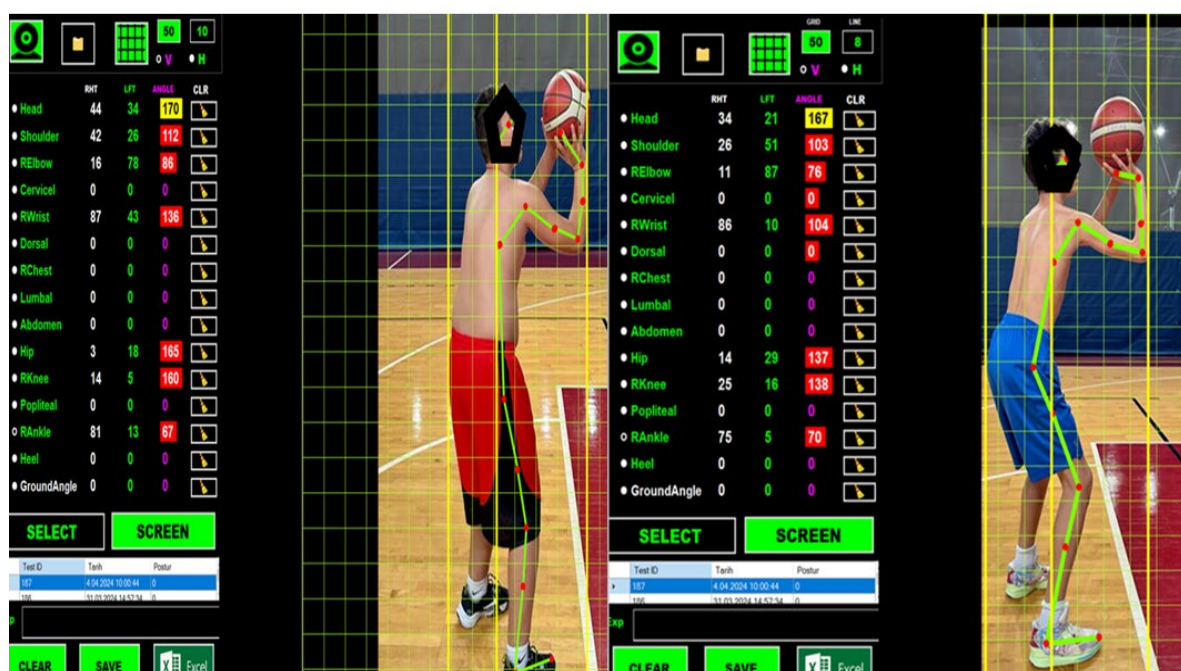 50 10
V H
RHT LFT ANGLE CLR
Head 44 34 170
Shoulder 42 26 112
RElbow 16 78 86
Cervicel 0 0 0
RWrist 87 43 136
Dorsal 0 0 0
RChest 0 0 0
Lumbal 0 0 0
Abdomen 0 0 0
Hip 3 18 165
RKnee 14 5 160
Popliteal 0 0 0
RAnkle 81 13 67
Heel 0 0 0
GroundAngle 0 0 0
SELECT SCREEN
Test ID Tarih Postur
187 4.04.2024 10:00:44 0
186 31.03.2024 14:57:34 0
CLEAR SAVE Excel
GRID LINE
50 8
V H
RHT LFT ANGLE CLR
Head 34 21 167
Shoulder 26 51 103
RElbow 11 87 76
Cervicel 0 0 0
RWrist 86 10 104
Dorsal 0 0 0
RChest 0 0 0
Lumbal 0 0 0
Abdomen 0 0 0
Hip 14 29 137
RKnee 25 16 138
Popliteal 0 0 0
RAnkle 75 5 70
Heel 0 0 0
GroundAngle 0 0 0
SELECT SCREEN
Test ID Tarih Postur
187 4.04.2024 10:00:44 0
186 31.03.2024 14:57:34 0
Exp
CLEAR SAVE Excel